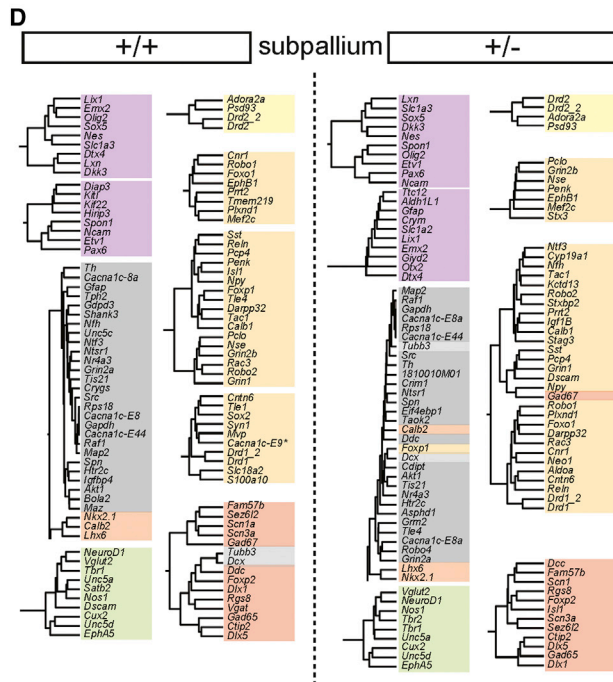 D
+/+ subpallium +/-
Lix1
Emx2
Olig2
Sox5
Nes
Slc1a3
Dtx4
Lxn
Dkk3
Diap3
Kitl
Kif22
Hirip3
Spon1
Ncam
Etv1
Pax6
Th
Cacna1c-8a
Gfap
Tph2
Gdpd3
Shank3
Nfh
Unc5c
Ntf3
Ntsr1
Nr4a3
Grin2a
Tis21
Crygs
Src
Rps18
Cacna1c-E8
Gapdh
Cacna1c-E44
Raf1
Map2
Spn
Htr2c
Igfbp4
Akt1
Bola2
Maz
Nkx2.1
Calb2
Lhx6
NeuroD1
Vglut2
Tbr1
Unc5a
Satb2
Nos1
Dscam
Cux2
Unc5d
EphA5
Adora2a
Psd93
Drd2_2
Drd2
Cnr1
Robo1
Foxo1
EphB1
Prrt2
Tmem219
Plxnd1
Mef2c
Sst
Reln
Pcp4
Penk
Isl1
Npy
Foxp1
Tle4
Darpp32
Tac1
Calb1
Pclo
Nse
Grin2b
Rac3
Robo2
Grin1
Cntn6
Tle1
Sox2
Syn1
Mvp
Cacna1c-E9*
Drd1_2
Drd1
Slc18a2
S100a10
Fam57b
Sez6l2
Scn1a
Scn3a
Gad67
Tubb3
Dcx
Ddc
Foxp2
Dlx1
Rgs8
Vgat
Gad65
Ctip2
Dlx5
Lxn
Slc1a3
Sox5
Dkk3
Nes
Spon1
Olig2
Etv1
Pax6
Ncam
Ttc12
Aldh1L1
Gfap
Crym
Slc1a2
Lix1
Emx2
Giyd2
Otx2
Dtx4
Map2
Raf1
Gapdh
Cacna1c-E8
Rps18
Cacna1c-E44
Tubb3
Src
Th
1810010M01
Crim1
Ntsr1
Spn
Eif4ebp1
Taok2
Calb2
Ddc
Foxp1
Dcx
Cdipt
Akt1
Tis21
Nr4a3
Htr2c
Asphd1
Grm2
Tle4
Cacna1c-E8a
Robo4
Grin2a
Lhx6
Nkx2.1
Vglut2
NeuroD1
Nos1
Tbr2
Tbr1
Unc5a
Cux2
Unc5d
EphA5
Drd2
Drd2_2
Adora2a
Psd93
Pclo
Grin2b
Nse
Penk
EphB1
Mef2c
Stx3
Ntf3
Cyp19a1
Nfh
Tac1
Kctd13
Robo2
Stxbp2
Prrt2
Igf1B
Calb1
Stag3
Sst
Pcp4
Grin1
Dscam
Npy
Gad67
Robo1
Plxnd1
Foxo1
Darpp32
Rac3
Cnr1
Neo1
Aldoa
Cntn6
Reln
Drd1_2
Drd1
Dcc
Fam57b
Scn1
Rgs8
Foxp2
Isl1
Scn3a
Sez6l2
Ctip2
Dlx5
Gad65
Dlx1